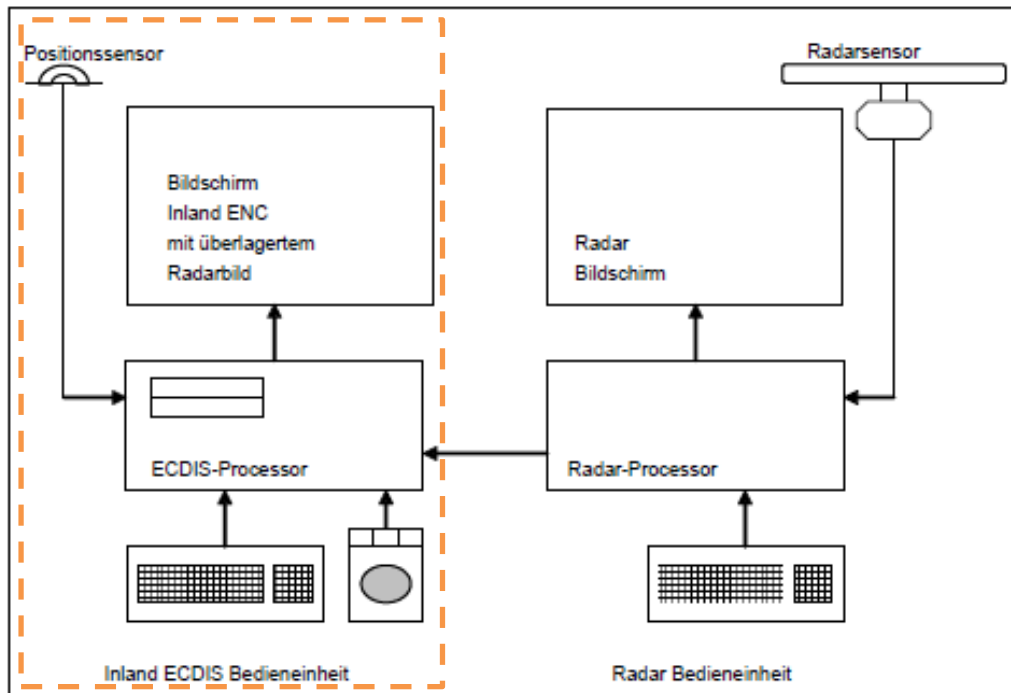 Positionssensor
Radarsensor
Bildschirm
Inland ENC
mit überlagertem
Radarbild
Radar
Bildschirm
ECDIS-Processor
Radar-Processor
Inland ECDIS Bedieneinheit
Radar Bedieneinheit